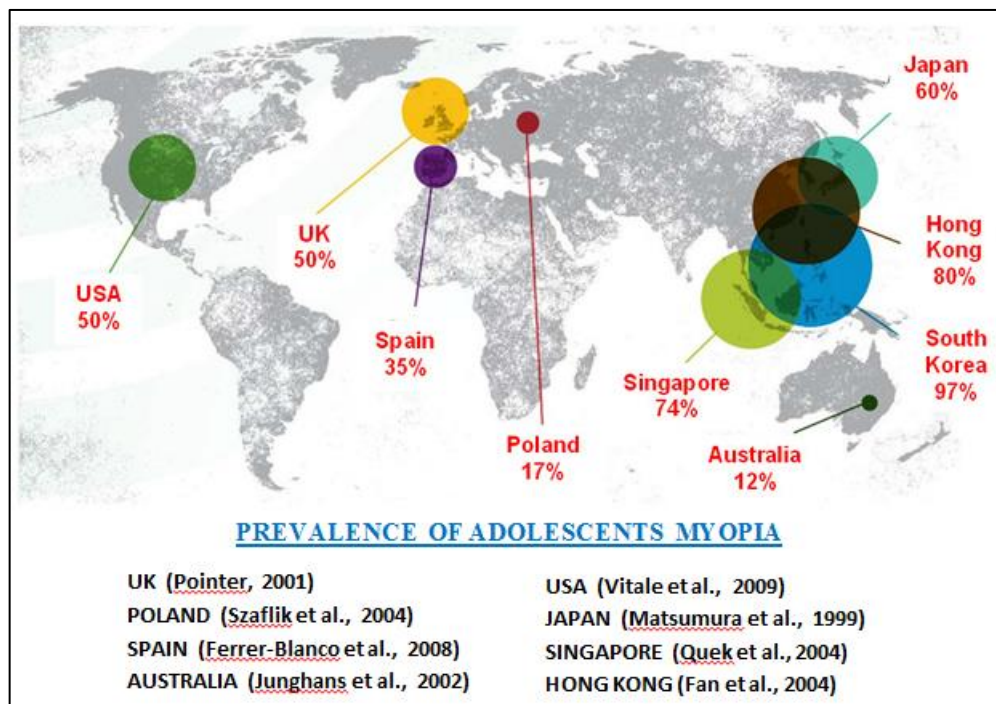 Japan
60%
UK
50%
USA
50%
Spain
35%
Hong
Kong
80%
South
Korea
97%
Singapore
74%
Poland
17%
Australia
12%
PREVALENCE OF ADOLESCENTS MYOPIA
UK (Pointer, 2001)
POLAND (Szaflik et al., 2004)
SPAIN (Ferrer-Blanco et al., 2008)
AUSTRALIA (Junghans et al., 2002)
USA (Vitale et al., 2009)
JAPAN (Matsumura et al., 1999)
SINGAPORE (Quek et al., 2004)
HONG KONG (Fan et al., 2004)